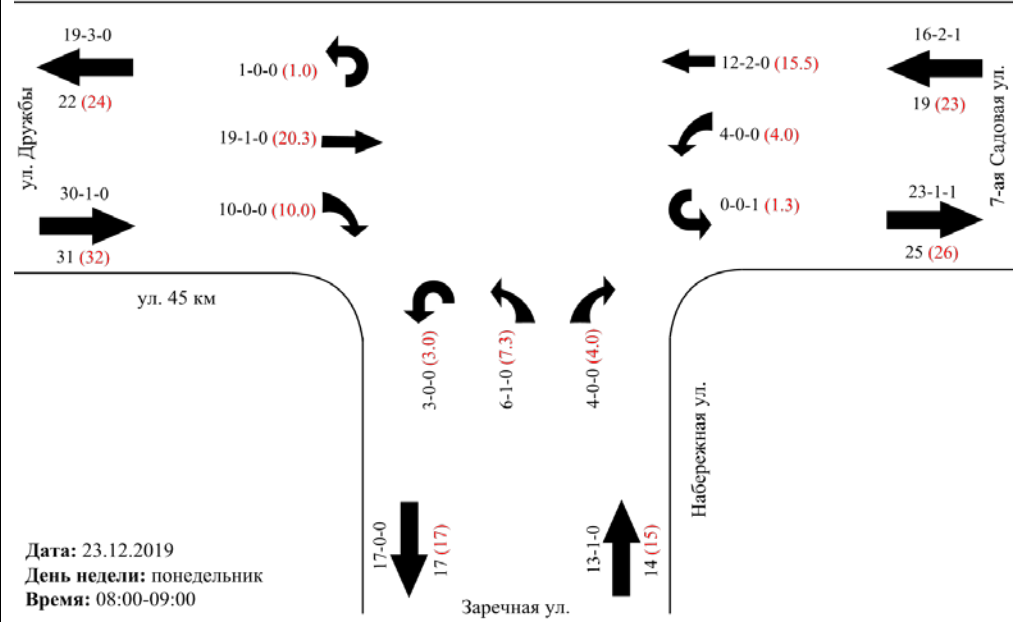 19-3-0
22 (24)
ул. Дружбы
30-1-0
31 (32)
ул. 45 км
1-0-0 (1.0)
19-1-0 (20.3)
10-0-0 (10.0)
12-2-0 (15.5)
4-0-0 (4.0)
0-0-1 (1.3)
16-2-1
19 (23)
7-ая Садовая ул.
23-1-1
25 (26)
3-0-0 (3.0)
6-1-0 (7.3)
4-0-0 (4.0)
Набережная ул.
17-0-0
17 (17)
13-1-0
14 (15)
Заречная ул.
Дата: 23.12.2019
День недели: понедельник
Время: 08:00-09:00